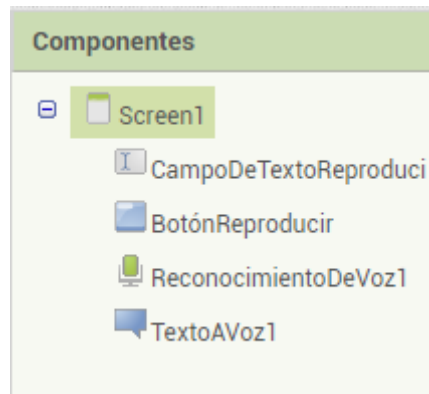 Componentes
Screen1
CampoDeTextoReproduci
BotónReproducir
ReconocimientoDeVoz1
TextoAVoz1